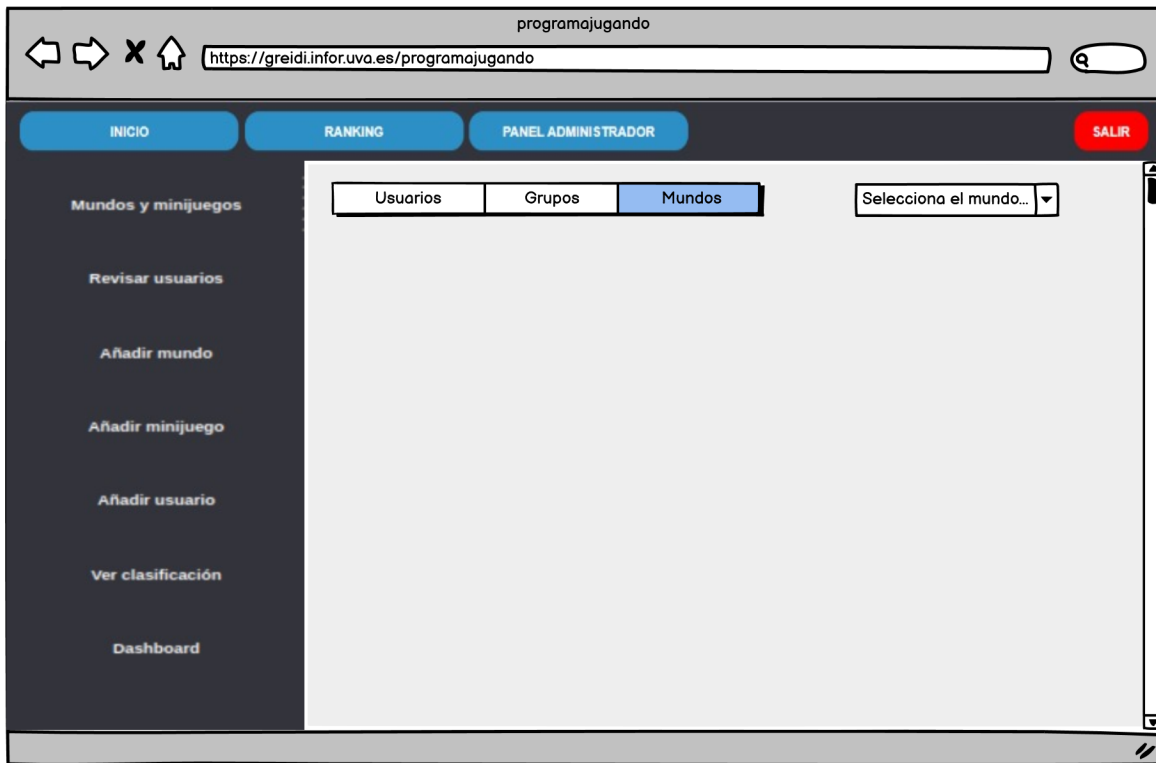 programajugando
https://greidi.infor.uva.es/programajugando
INICIO
RANKING
PANEL ADMINISTRADOR
SALIR
Mundos y minijuegos
Usuarios
Grupos
Mundos
Selecciona el mundo...
Revisar usuarios
Añadir mundo
Añadir minijuego
Añadir usuario
Ver clasificación
Dashboard